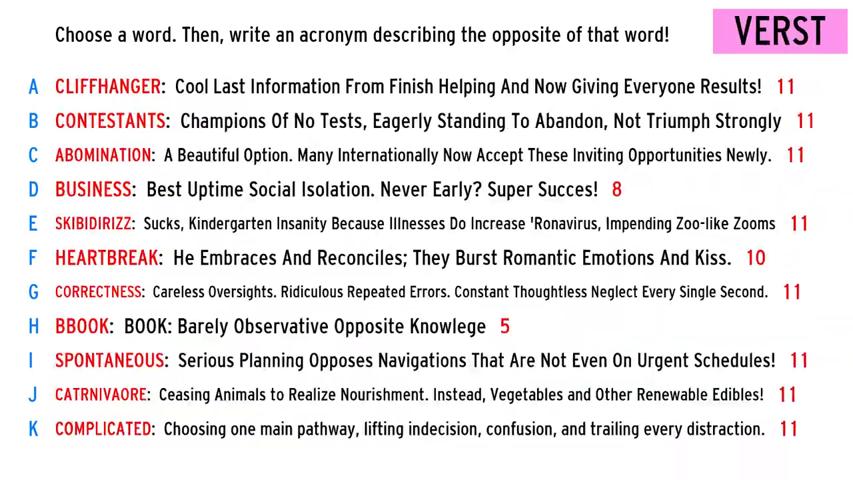 Choose a word. Then, write an acronym describing the opposite of that word! VERST
A CLIFFHANGER: Cool Last Information From Finish Helping And Now Giving Everyone Results! 11
B CONTESTANTS: Champions Of No Tests, Eagerly Standing To Abandon, Not Triumph Strongly 11
C ABOMINATION: A Beautiful Option. Many Internationally Now Accept These Inviting Opportunities Newly. 11
D BUSINESS: Best Uptime Social Isolation. Never Early? Super Succes! 8
E SKIBIDIRIZZ: Sucks, Kindergarten Insanity Because Illnesses Do Increase 'Ronavirus, Impending Zoo-like Zooms 11
F HEARTBREAK: He Embraces And Reconciles; They Burst Romantic Emotions And Kiss. 10
G CORRECTNESS: Careless Oversights. Ridiculous Repeated Errors. Constant Thoughtless Neglect Every Single Second. 11
H BBOOK: BOOK: Barely Observative Opposite Knowlege 5
I SPONTANEOUS: Serious Planning Opposes Navigations That Are Not Even On Urgent Schedules! 11
J CATRNIVAORE: Ceasing Animals to Realize Nourishment. Instead, Vegetables and Other Renewable Edibles! 11
K COMPLICATED: Choosing one main pathway, lifting indecision, confusion, and trailing every distraction. 11